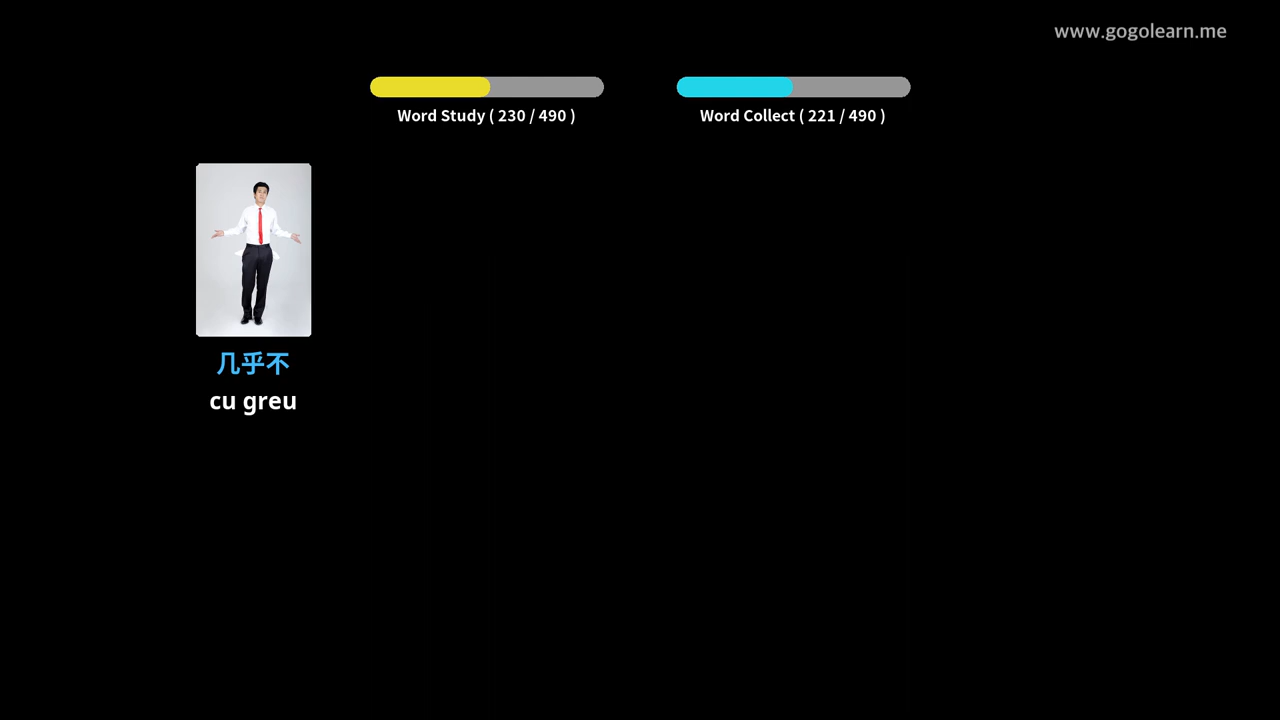 www.gogolearn.me
Word Study ( 230 / 490 )
Word Collect ( 221 / 490 )
几乎不
cu greu